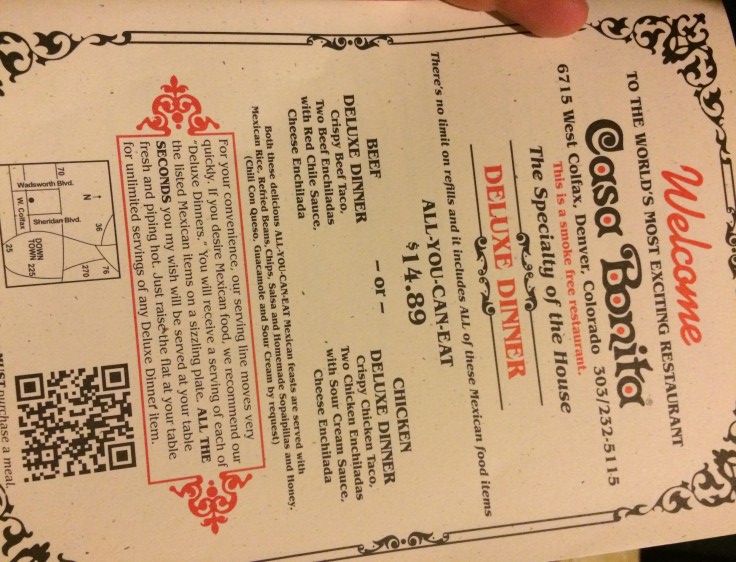 Welcome
TO THE WORLD'S MOST EXCITING RESTAURANT
Casa Bonita®
6715 West Colfax, Denver, Colorado 303/232-5115
This is a smoke free restaurant.
The Specialty of the House
DELUXE DINNER
There's no limit on refills and it includes ALL of these Mexican food items
ALL-YOU-CAN-EAT
$14.89
BEEF
DELUXE DINNER
Crispy Beef Taco,
Two Beef Enchiladas
with Red Chile Sauce,
Cheese Enchilada
– or –
CHICKEN
DELUXE DINNER
Crispy Chicken Taco,
Two Chicken Enchiladas
with Sour Cream Sauce,
Cheese Enchilada
Both these delicious ALL-YOU-CAN-EAT Mexican feasts are served with
Mexican Rice, Refried Beans, Chips, Salsa and Homemade Sopaipillas and Honey.
(Chili Con Queso, Guacamole and Sour Cream by request)
For your convenience, our serving line moves very
quickly. If you desire Mexican food, we recommend our
"Deluxe Dinners." You will receive a serving of each of
the listed Mexican items on a sizzling plate. ALL THE
SECONDS you my wish will be served at your table
fresh and piping hot. Just raise the flat at your table
for unlimited servings of any Deluxe Dinner item.
70
N
36
76
Wadsworth Blvd.
Sheridan Blvd.
270
W. Colfax
DOWN
TOWN
225
25
MUST purchase a meal.